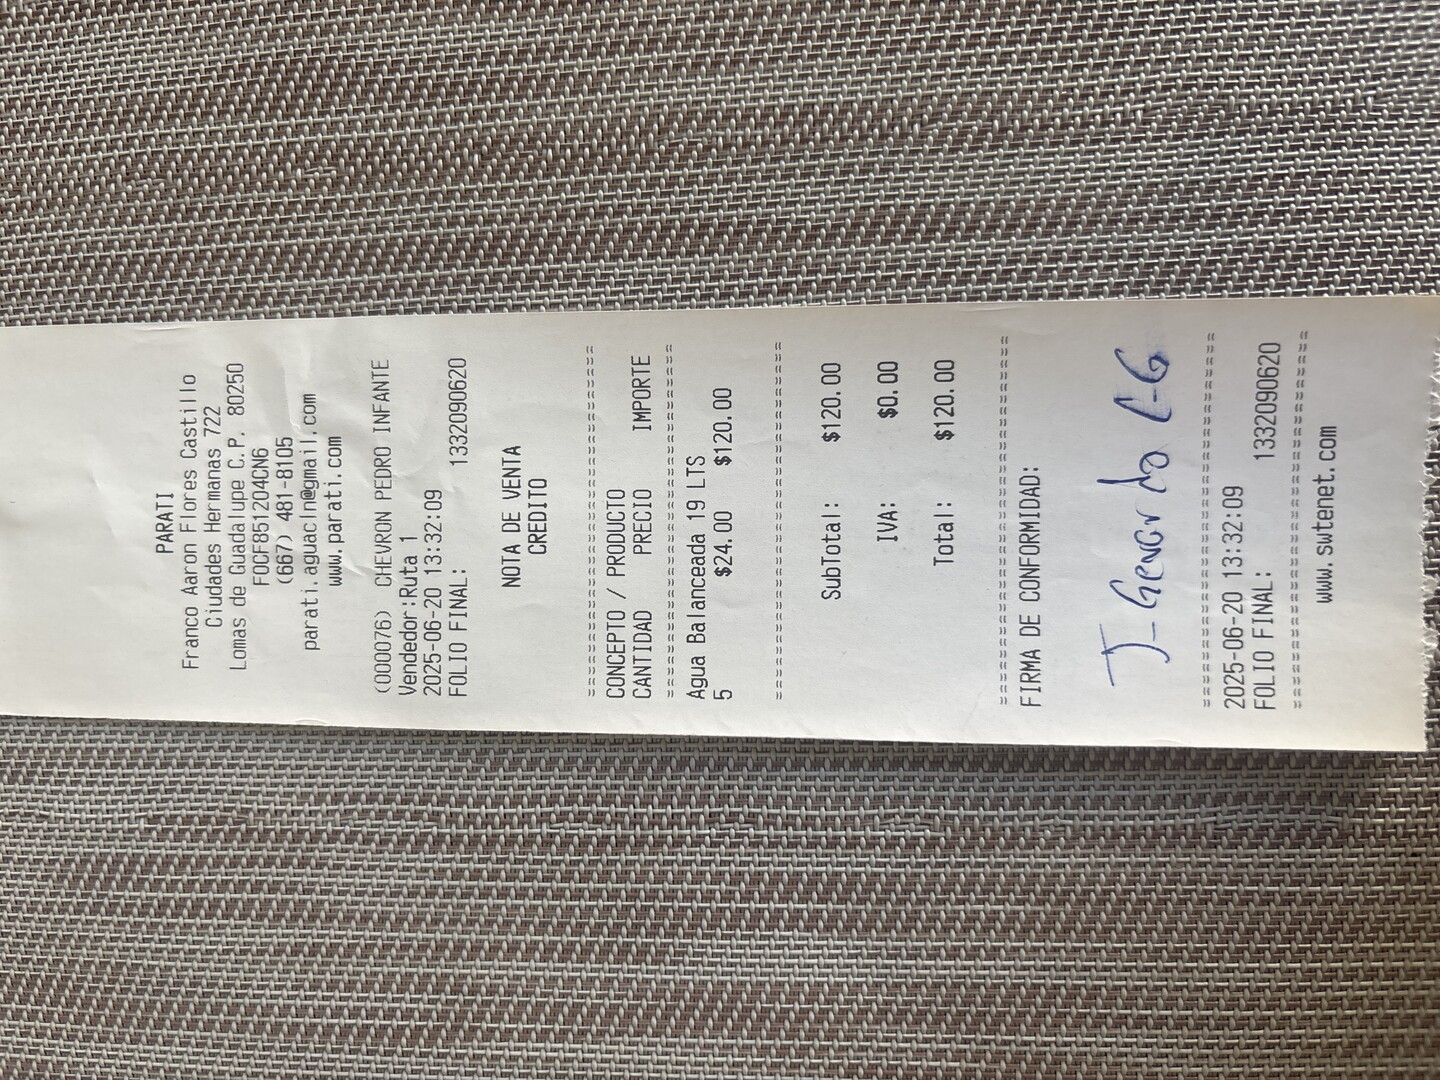 PARATI
Franco Aaron Flores Castillo
Ciudades Hermanas 722
Lomas de Guadalupe C.P. 80250
FOCF851204CN6
(667) 481-8105
parati.aguacln@gmail.com
www.parati.com
(000076) CHEVRON PEDRO INFANTE
Vendedor:Ruta 1
2025-06-20 13:32:09
FOLIO FINAL: 1332090620
NOTA DE VENTA
CREDITO
==============================
CONCEPTO / PRODUCTO
CANTIDAD PRECIO IMPORTE
==============================
Agua Balanceada 19 LTS
5 $24.00 $120.00
==============================
SubTotal: $120.00
IVA: $0.00
Total: $120.00
==============================
FIRMA DE CONFORMIDAD:
J-Gerardo C-G
==============================
2025-06-20 13:32:09
FOLIO FINAL: 1332090620
==============================
www.swtenet.com